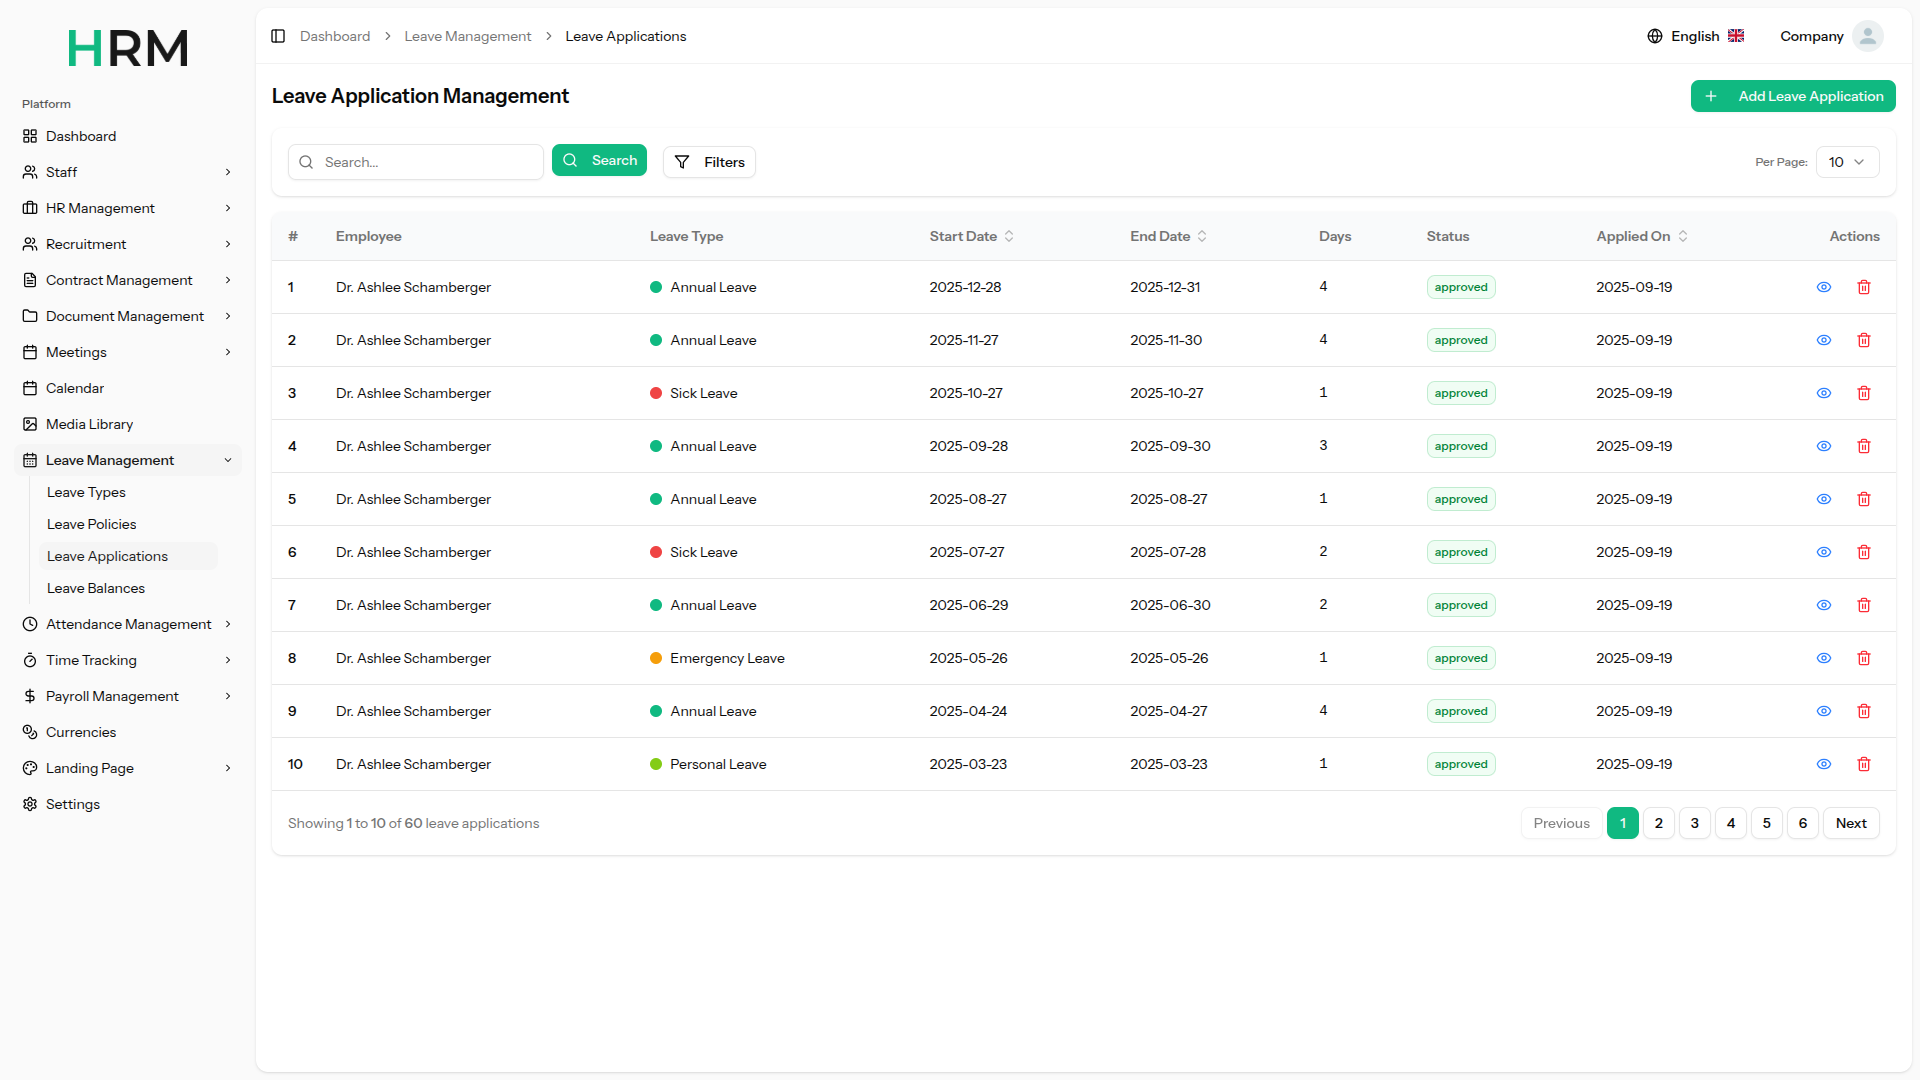 HRM
Platform
Dashboard
Staff
HR Management
Recruitment
Contract Management
Document Management
Meetings
Calendar
Media Library
Leave Management
Leave Types
Leave Policies
Leave Applications
Leave Balances
Attendance Management
Time Tracking
Payroll Management
Currencies
Landing Page
Settings
Dashboard > Leave Management > Leave Applications
English
Company
Leave Application Management
+ Add Leave Application
Search...
Search
Filters
Per Page: 10
# Employee Leave Type Start Date End Date Days Status Applied On Actions
1 Dr. Ashlee Schamberger Annual Leave 2025-12-28 2025-12-31 4 approved 2025-09-19
2 Dr. Ashlee Schamberger Annual Leave 2025-11-27 2025-11-30 4 approved 2025-09-19
3 Dr. Ashlee Schamberger Sick Leave 2025-10-27 2025-10-27 1 approved 2025-09-19
4 Dr. Ashlee Schamberger Annual Leave 2025-09-28 2025-09-30 3 approved 2025-09-19
5 Dr. Ashlee Schamberger Annual Leave 2025-08-27 2025-08-27 1 approved 2025-09-19
6 Dr. Ashlee Schamberger Sick Leave 2025-07-27 2025-07-28 2 approved 2025-09-19
7 Dr. Ashlee Schamberger Annual Leave 2025-06-29 2025-06-30 2 approved 2025-09-19
8 Dr. Ashlee Schamberger Emergency Leave 2025-05-26 2025-05-26 1 approved 2025-09-19
9 Dr. Ashlee Schamberger Annual Leave 2025-04-24 2025-04-27 4 approved 2025-09-19
10 Dr. Ashlee Schamberger Personal Leave 2025-03-23 2025-03-23 1 approved 2025-09-19
Showing 1 to 10 of 60 leave applications
Previous 1 2 3 4 5 6 Next